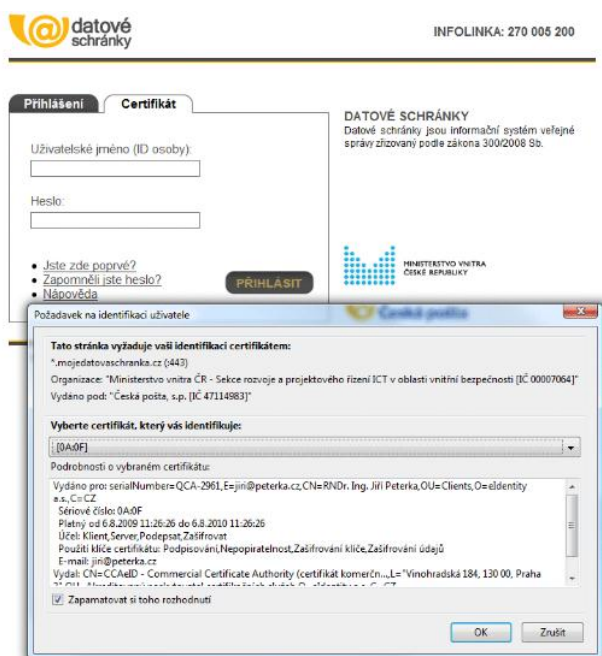 datové
schránky
INFOLINKA: 270 005 200
Přihlášení
Certifikát
Uživatelské jméno (ID osoby):
Heslo:
Jste zde poprvé?
Zapomněli jste heslo?
Nápověda
PŘIHLÁSIT
DATOVÉ SCHRÁNKY
Datové schránky jsou informační systém veřejné
správy zřizovaný podle zákona 300/2008 Sb.
MINISTERSTVO VNITRA
ČESKÉ REPUBLIKY
Česká pošta
Požadavek na identifikaci uživatele
Tato stránka vyžaduje vaši identifikaci certifikátem:
*.mojedatovaschranka.cz (:443)
Organizace: "Ministerstvo vnitra ČR - Sekce rozvoje a projektového řízení ICT v oblasti vnitřní bezpečnosti [IČ 00007064]"
Vydáno pod: "Česká pošta, s.p. [IČ 47114983]"
Vyberte certifikát, který vás identifikuje:
[0A:0F]
Podrobnosti o vybraném certifikátu:
Vydáno pro: serialNumber=QCA-2961,E=jiri@peterka.cz,CN=RNDr. Ing. Jiří Peterka,OU=Clients,O=eIdentity
a.s.,C=CZ
Sériové číslo: 0A:0F
Platný od 6.8.2009 11:26:26 do 6.8.2010 11:26:26
Účel: Klient,Server,Podepsat,Zašifrovat
Použití klíče certifikátu: Podpisování,Nepopiratelnost,Zašifrování klíče,Zašifrování údajů
E-mail: jiri@peterka.cz
Vydal: CN=CCAeID - Commercial Certificate Authority (certifikát komerčn...,L="Vinohradská 184, 130 00, Praha
Zapamatovat si toho rozhodnutí
OK
Zrušit